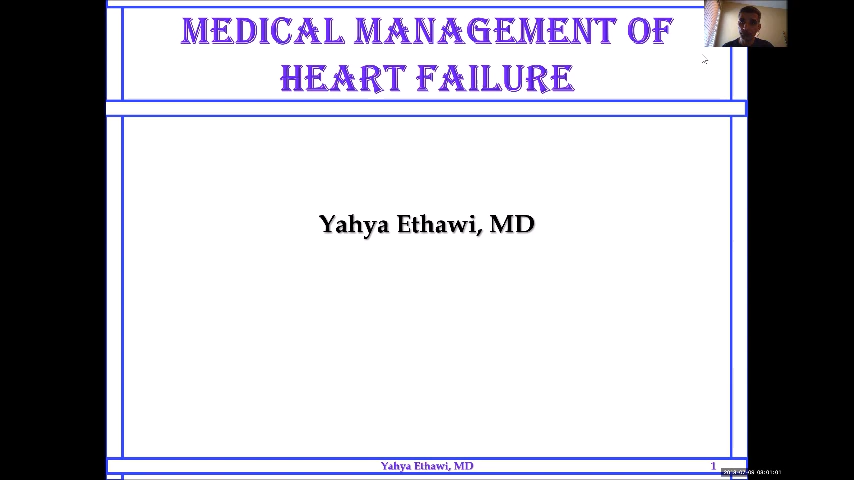 MEDICAL MANAGEMENT OF
HEART FAILURE
Yahya Ethawi, MD
Yahya Ethawi, MD
1